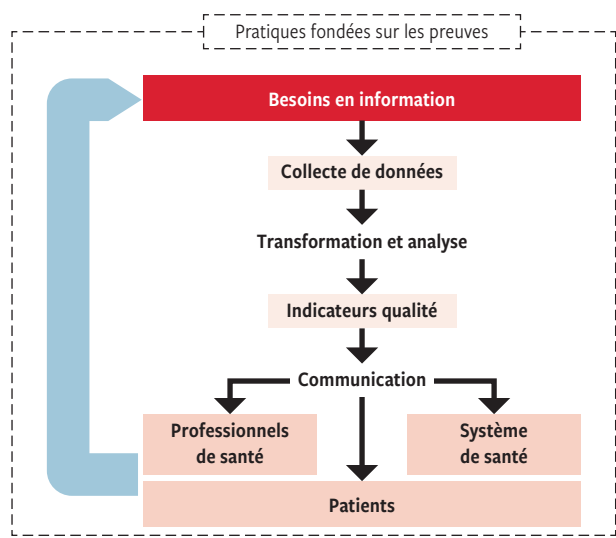 Pratiques fondées sur les preuves
Besoins en information
Collecte de données
Transformation et analyse
Indicateurs qualité
Communication
Professionnels
de santé
Système
de santé
Patients